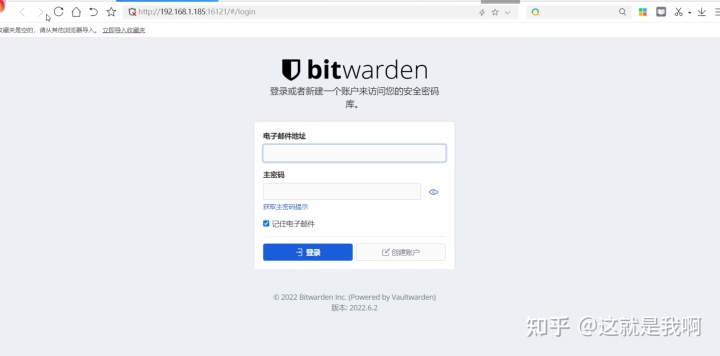 http://192.168.1.185:16121/#/login
收藏夹是空的，请从其他浏览器导入。 立即导入收藏夹
bitwarden
登录或者新建一个账户来访问您的安全密码
库。
电子邮件地址
主密码
获取主密码提示
记住电子邮件
登录
创建账户
© 2022 Bitwarden Inc. (Powered by Vaultwarden)
版本: 2022.6.2
知乎 @这就是我啊